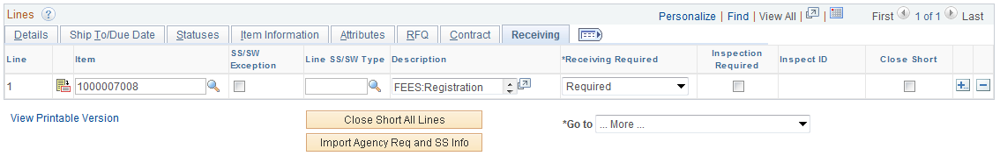 Lines
Personalize | Find | View All | |
First 1 of 1 Last
Details
Ship To/Due Date
Statuses
Item Information
Attributes
RFQ
Contract
Receiving
Line
Item
SS/SW Exception
Line SS/SW Type
Description
*Receiving Required
Inspection Required
Inspect ID
Close Short
1
1000007008
FEES:Registration
Required
View Printable Version
Close Short All Lines
*Go to
... More ...
Import Agency Req and SS Info